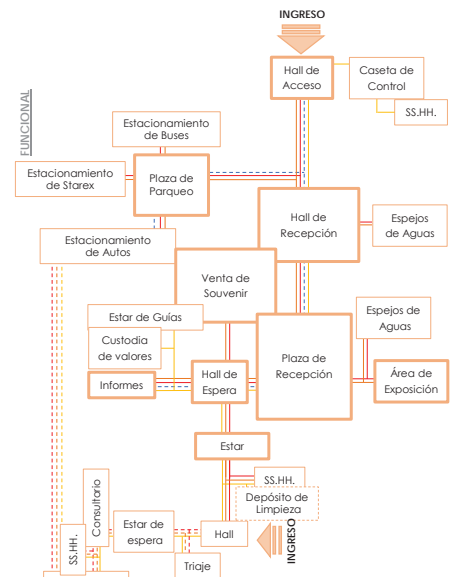 INGRESO
Hall de
Acceso
Caseta de
Control
SS.HH.
FUNCIONAL
Estacionamiento
de Buses
Estacionamiento
de Starex
Plaza de
Parqueo
Hall de
Recepción
Espejos
de Aguas
Estacionamiento
de Autos
Venta de
Souvenir
Estar de Guías
Custodia
de valores
Espejos de
Aguas
Informes
Hall de
Espera
Plaza de
Recepción
Área de
Exposición
Estar
SS.HH.
Depósito de
Limpieza
Consultorio
Estar de
espera
Hall
INGRESO
SS.HH.
Triaje